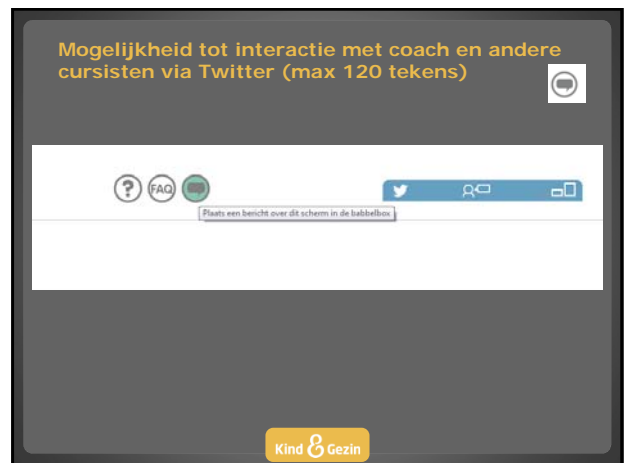 Mogelijkheid tot interactie met coach en andere
cursisten via Twitter (max 120 tekens)
? FAQ
Plaats een bericht over dit scherm in de babbelbox
Kind & Gezin